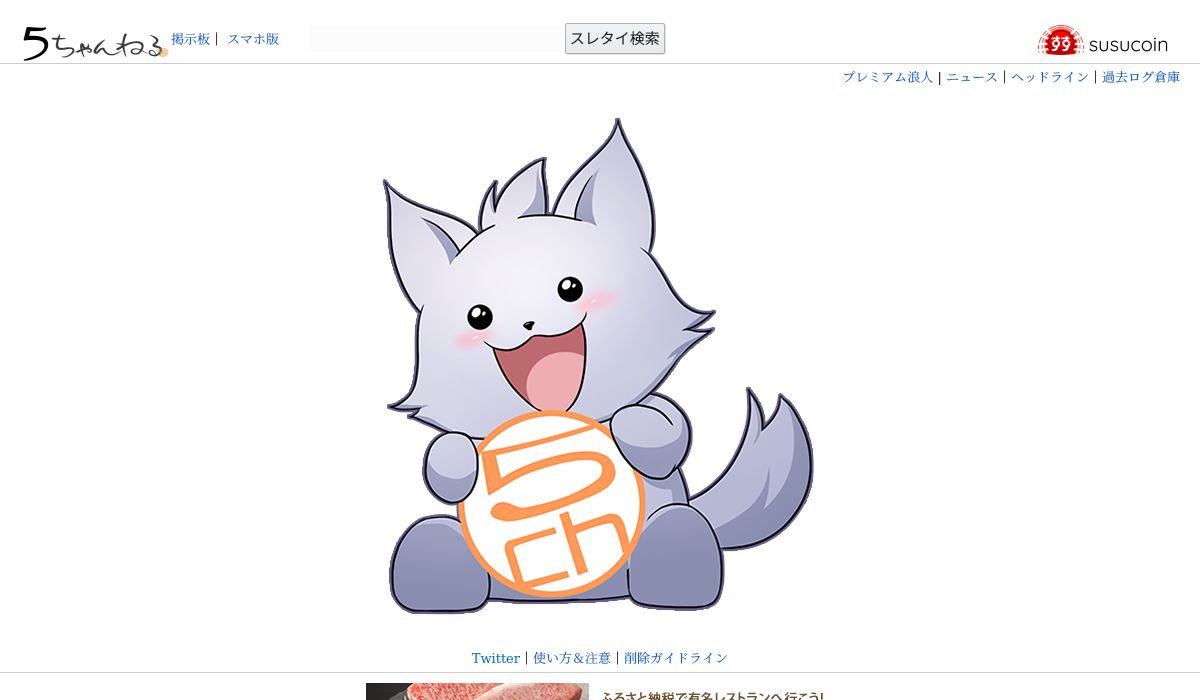 5ちゃんねる 掲示板 | スマホ版 スレタイ検索 すす susucoin
プレミアム浪人 | ニュース | ヘッドライン | 過去ログ倉庫
5ch
Twitter | 使い方＆注意 | 削除ガイドライン
ふるさと納税で有名レストランへ行こう!